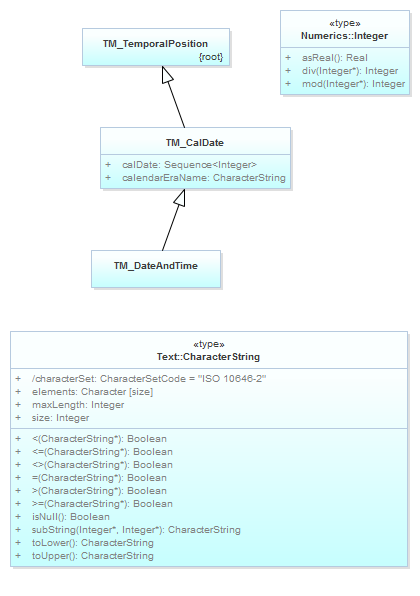 TM_TemporalPosition
{root}
«type»
Numerics::Integer
+ asReal(): Real
+ div(Integer*): Integer
+ mod(Integer*): Integer
TM_CalDate
+ calDate: Sequence<Integer>
+ calendarEraName: CharacterString
TM_DateAndTime
«type»
Text::CharacterString
+ /characterSet: CharacterSetCode = "ISO 10646-2"
+ elements: Character [size]
+ maxLength: Integer
+ size: Integer
+ <(CharacterString*): Boolean
+ <=(CharacterString*): Boolean
+ <>(CharacterString*): Boolean
+ =(CharacterString*): Boolean
+ >(CharacterString*): Boolean
+ >=(CharacterString*): Boolean
+ isNull(): Boolean
+ subString(Integer*, Integer*): CharacterString
+ toLower(): CharacterString
+ toUpper(): CharacterString